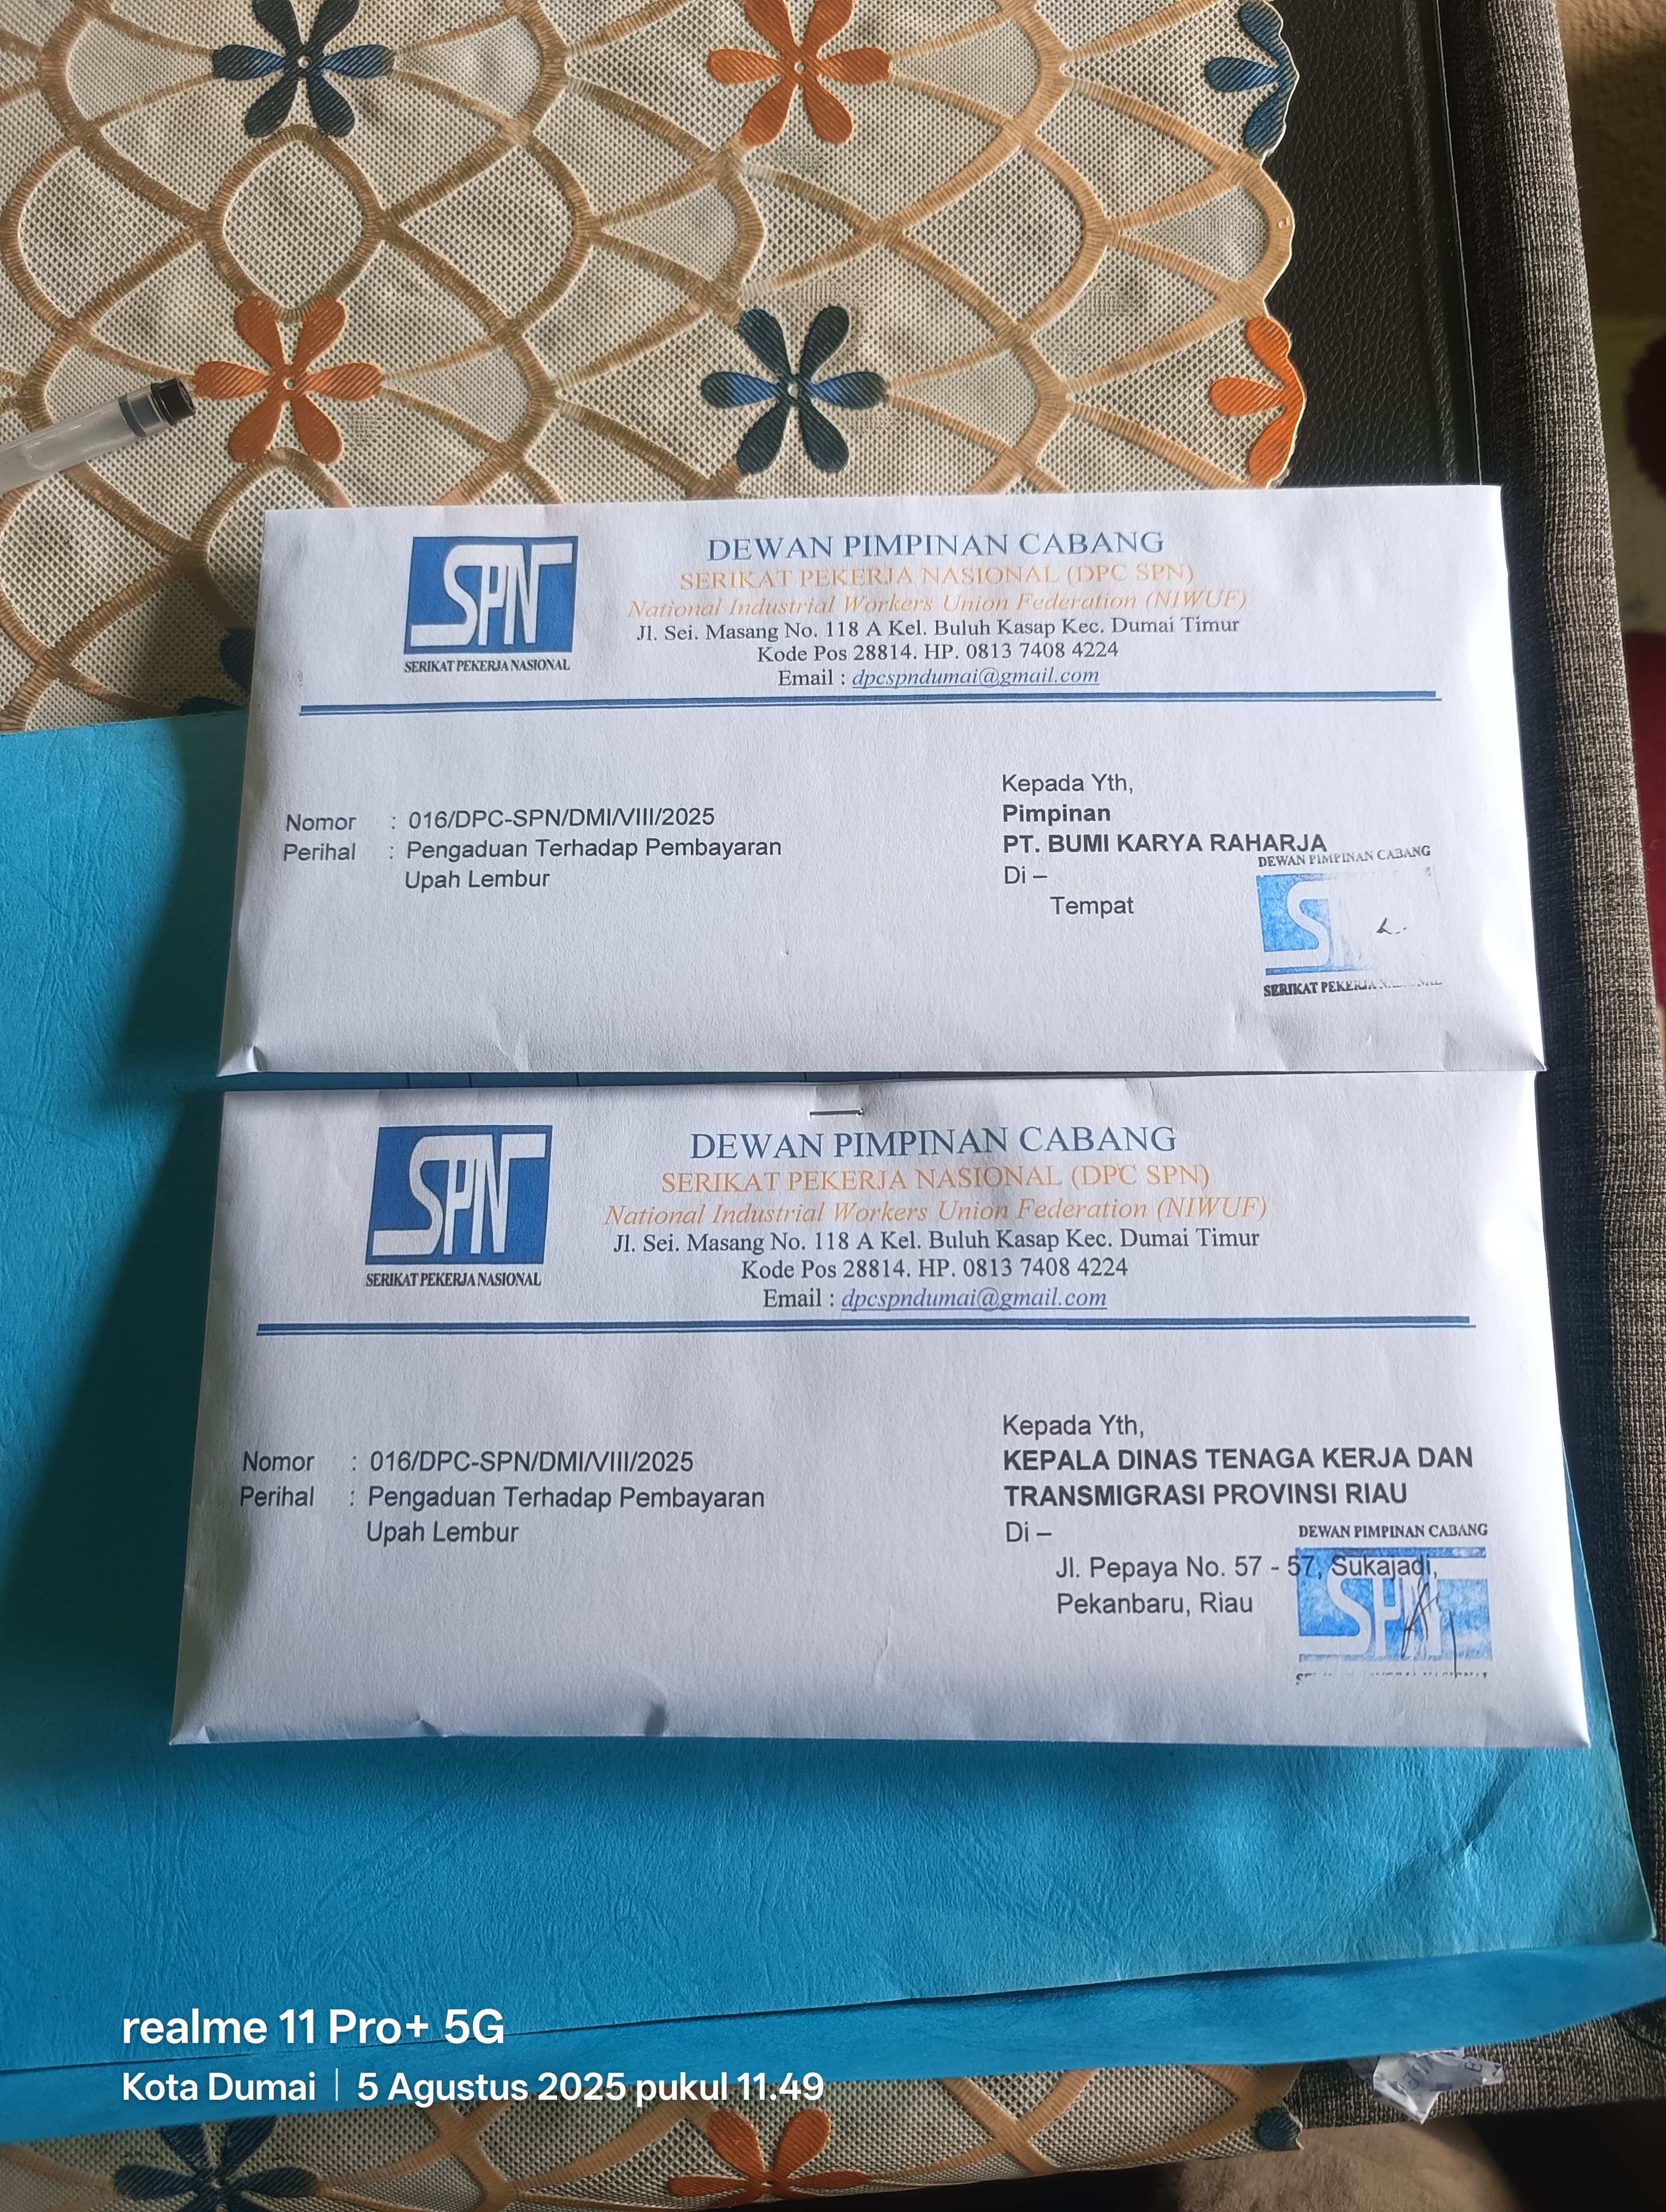 SPN
SERIKAT PEKERJA NASIONAL
DEWAN PIMPINAN CABANG
SERIKAT PEKERJA NASIONAL (DPC SPN)
National Industrial Workers Union Federation (NIWUF)
Jl. Sei. Masang No. 118 A Kel. Buluh Kasap Kec. Dumai Timur
Kode Pos 28814. HP. 0813 7408 4224
Email : dpcspndumai@gmail.com
Nomor : 016/DPC-SPN/DMI/VIII/2025
Perihal : Pengaduan Terhadap Pembayaran
Upah Lembur
Kepada Yth,
Pimpinan
PT. BUMI KARYA RAHARJA
Di –
Tempat
DEWAN PIMPINAN CABANG
SERIKAT PEKERJA
SPN
SERIKAT PEKERJA NASIONAL
DEWAN PIMPINAN CABANG
SERIKAT PEKERJA NASIONAL (DPC SPN)
National Industrial Workers Union Federation (NIWUF)
Jl. Sei. Masang No. 118 A Kel. Buluh Kasap Kec. Dumai Timur
Kode Pos 28814. HP. 0813 7408 4224
Email : dpcspndumai@gmail.com
Nomor : 016/DPC-SPN/DMI/VIII/2025
Perihal : Pengaduan Terhadap Pembayaran
Upah Lembur
Kepada Yth,
KEPALA DINAS TENAGA KERJA DAN
TRANSMIGRASI PROVINSI RIAU
Di –
Jl. Pepaya No. 57 - 57, Sukajadi,
Pekanbaru, Riau
DEWAN PIMPINAN CABANG
SPN
realme 11 Pro+ 5G
Kota Dumai | 5 Agustus 2025 pukul 11.49